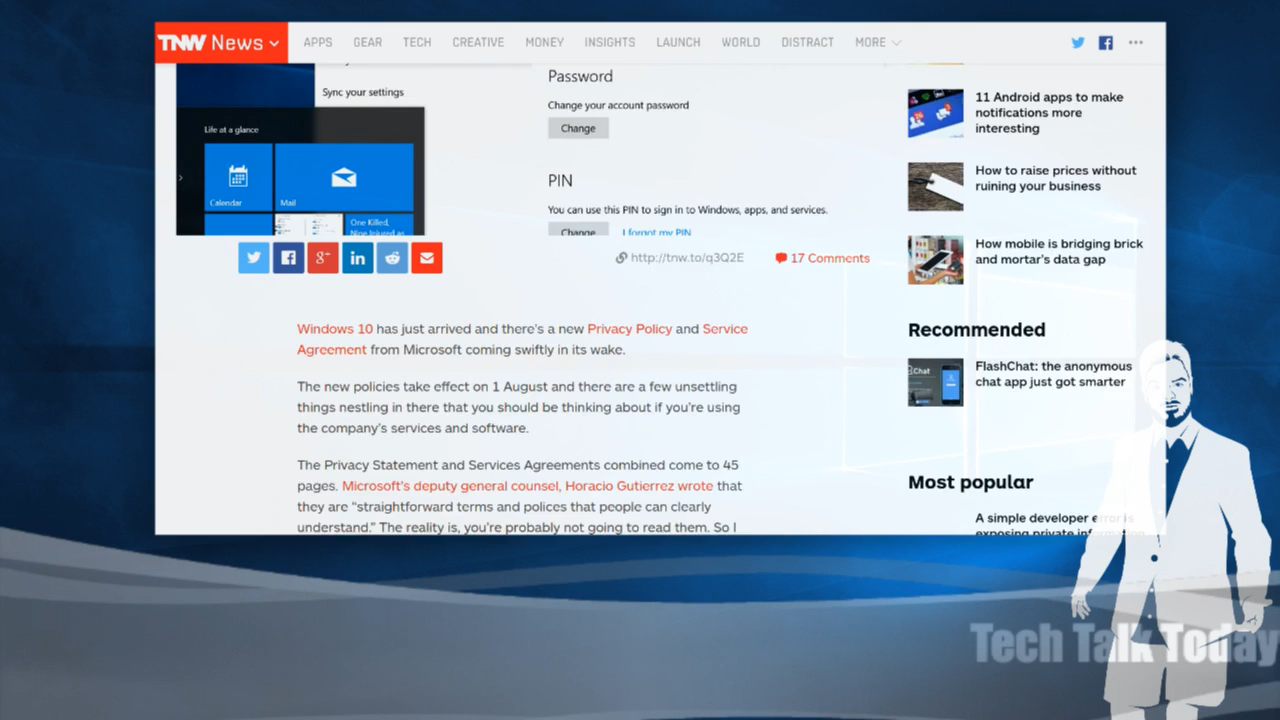 TNW News
APPS GEAR TECH CREATIVE MONEY INSIGHTS LAUNCH WORLD DISTRACT MORE
Sync your settings
Life at a glance
Calendar
Mail
One Killed,
Nine Injured as
Password
Change your account password
Change
PIN
You can use this PIN to sign in to Windows, apps, and services.
Change I forgot my PIN
8+ in
http://tnw.to/q3Q2E
17 Comments
Windows 10 has just arrived and there's a new Privacy Policy and Service
Agreement from Microsoft coming swiftly in its wake.
The new policies take effect on 1 August and there are a few unsettling
things nestling in there that you should be thinking about if you're using
the company's services and software.
The Privacy Statement and Services Agreements combined come to 45
pages. Microsoft's deputy general counsel, Horacio Gutierrez wrote that
they are “straightforward terms and polices that people can clearly
understand.” The reality is, you're probably not going to read them. So I
11 Android apps to make
notifications more
interesting
How to raise prices without
ruining your business
How mobile is bridging brick
and mortar's data gap
Recommended
Chat
FlashChat: the anonymous
chat app just got smarter
Most popular
A simple developer error is
exposing private information
Tech Talk Today